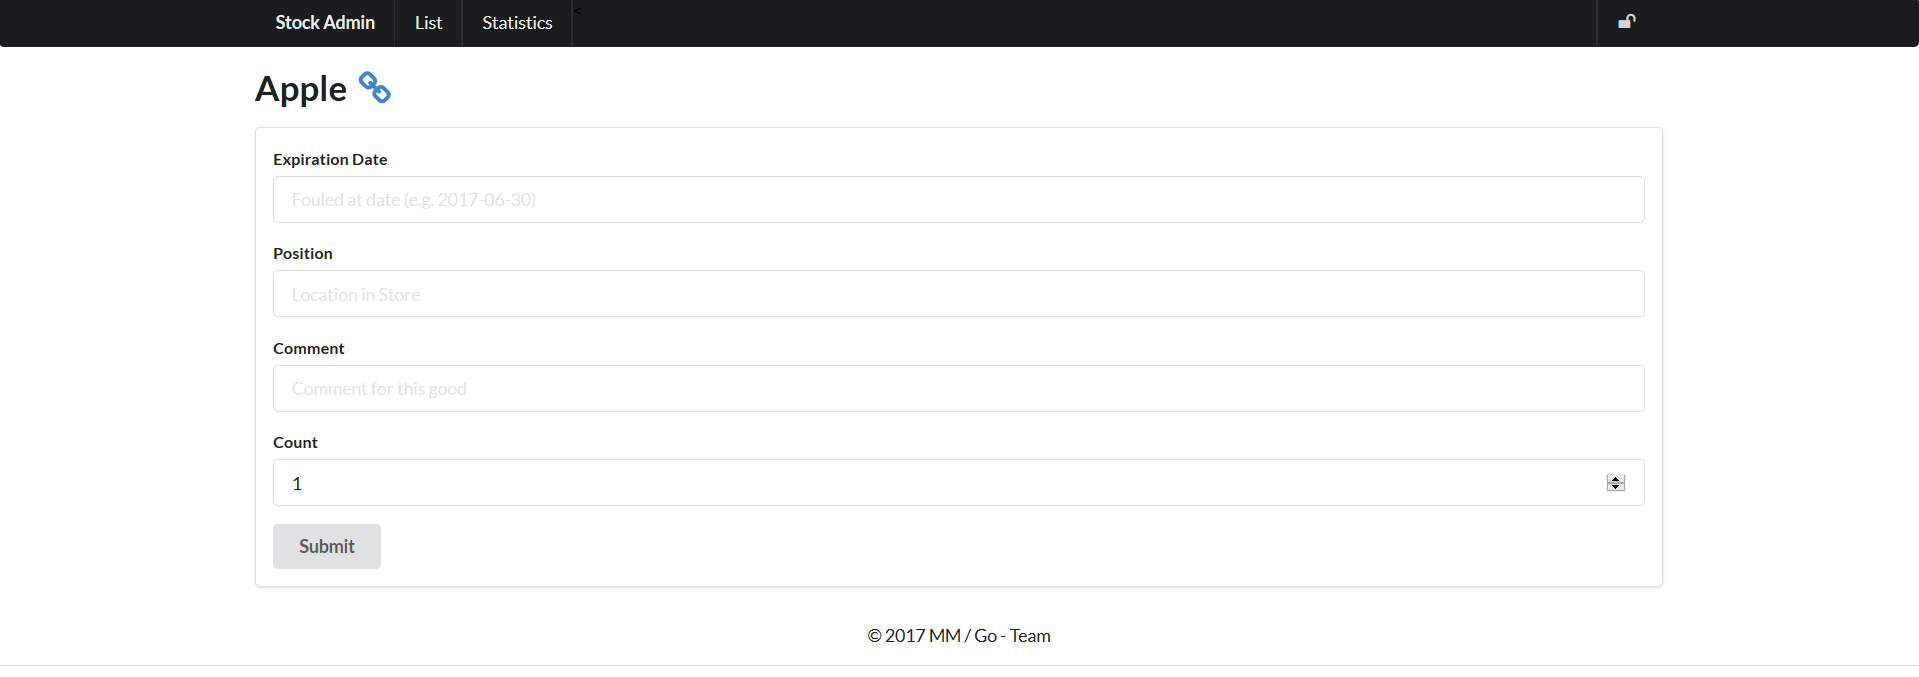 Stock Admin List Statistics <
Apple
Expiration Date
Fouled at date (e.g. 2017-06-30)
Position
Location in Store
Comment
Comment for this good
Count
1
Submit
© 2017 MM / Go - Team